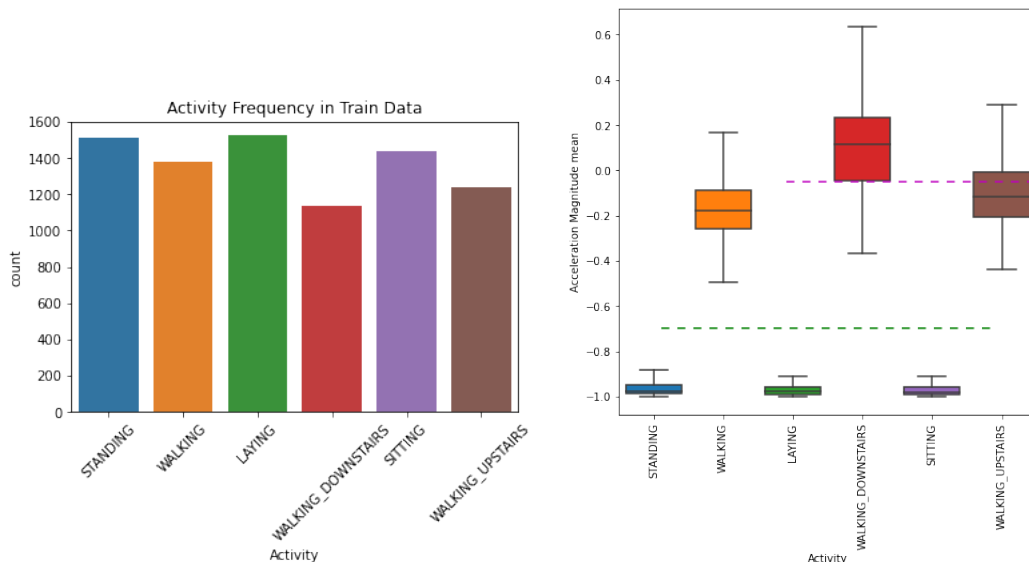 Activity Frequency in Train Data
1600
1400
1200
1000
800
600
400
200
0
count
STANDING
WALKING
LAYING
WALKING_DOWNSTAIRS
SITTING
WALKING_UPSTAIRS
Activity
0.6
0.4
0.2
0.0
−0.2
−0.4
−0.6
−0.8
−1.0
Acceleration Magnitude mean
STANDING
WALKING
LAYING
WALKING_DOWNSTAIRS
SITTING
WALKING_UPSTAIRS
Activity